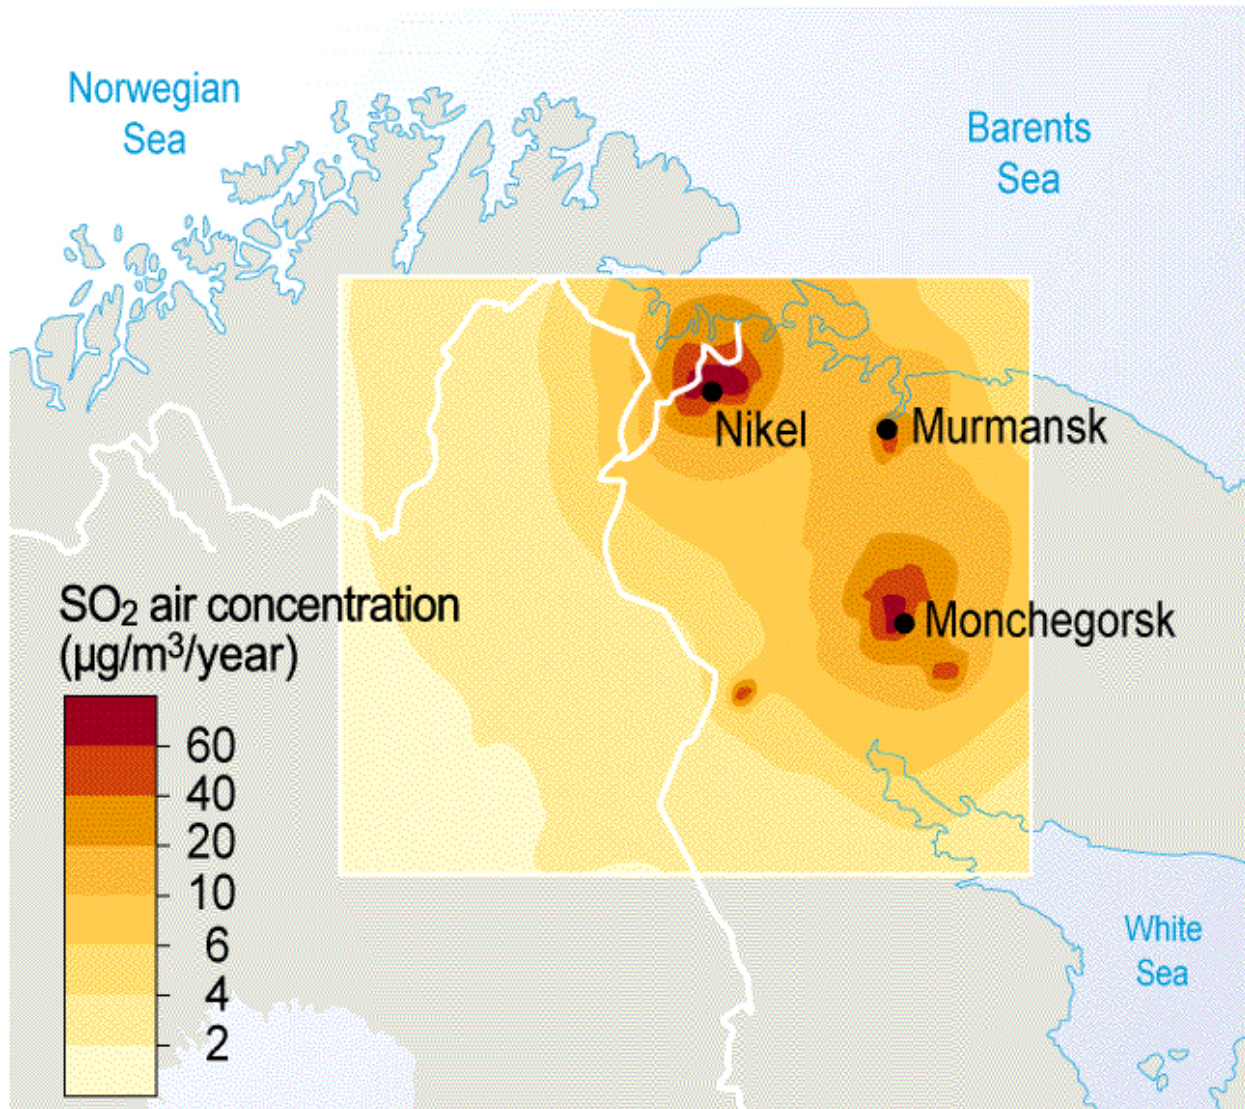 Norwegian
Sea
Barents
Sea
Nikel
Murmansk
Monchegorsk
SO₂ air concentration
(µg/m³/year)
60
40
20
10
6
4
2
White
Sea